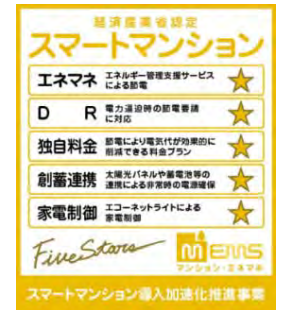 経済産業省認定
スマートマンション
エネマネ エネルギー管理支援サービス
による節電
D R 電力逼迫時の節電要請
に対応
独自料金 節電により電気代が効果的に
削減できる料金プラン
創蓄連携 太陽光パネルや蓄電池等の
連携による非常時の電源確保
家電制御 エコーネットライトによる
家電制御
Five Stars
MEMS
マンション・エネマネ
スマートマンション導入加速化推進事業